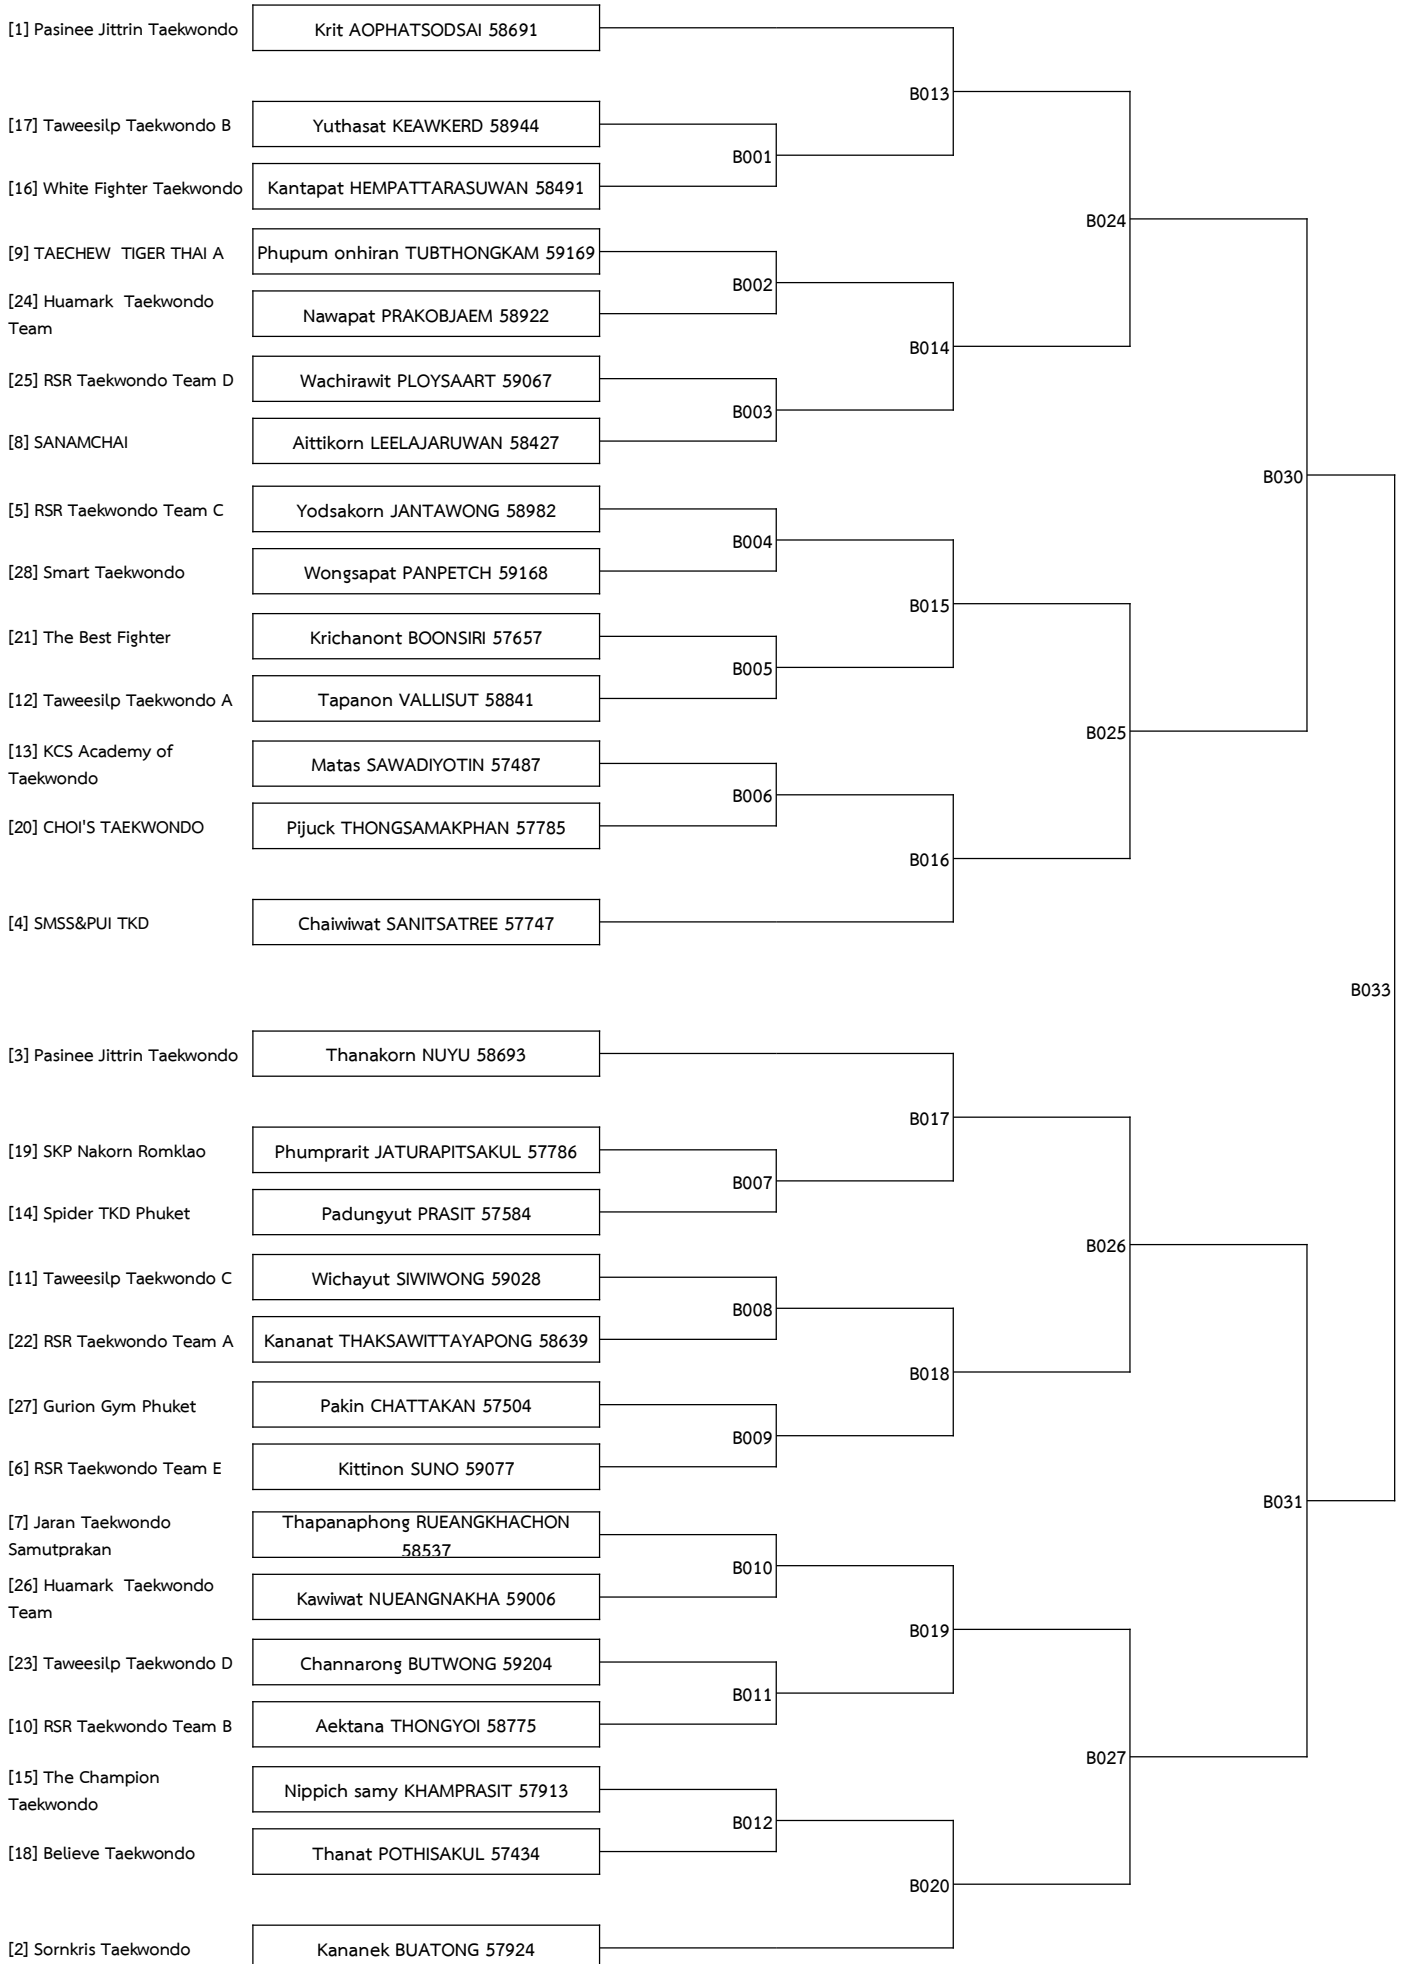 [1] Pasinee Jittrin Taekwondo
Krit AOPHATSODSAI 58691
B013
[17] Taweesilp Taekwondo B
Yuthasat KEAWKERD 58944
B001
[16] White Fighter Taekwondo
Kantapat HEMPATTARASUWAN 58491
B024
[9] TAECHEW  TIGER THAI A
Phupum onhiran TUBTHONGKAM 59169
B002
[24] Huamark  Taekwondo
Team
Nawapat PRAKOBJAEM 58922
B014
[25] RSR Taekwondo Team D
Wachirawit PLOYSAART 59067
B003
[8] SANAMCHAI
Aittikorn LEELAJARUWAN 58427
B030
[5] RSR Taekwondo Team C
Yodsakorn JANTAWONG 58982
B004
[28] Smart Taekwondo
Wongsapat PANPETCH 59168
B015
[21] The Best Fighter
Krichanont BOONSIRI 57657
B005
[12] Taweesilp Taekwondo A
Tapanon VALLISUT 58841
B025
[13] KCS Academy of
Taekwondo
Matas SAWADIYOTIN 57487
B006
[20] CHOI'S TAEKWONDO
Pijuck THONGSAMAKPHAN 57785
B016
[4] SMSS&PUI TKD
Chaiwiwat SANITSATREE 57747
B033
[3] Pasinee Jittrin Taekwondo
Thanakorn NUYU 58693
B017
[19] SKP Nakorn Romklao
Phumprarit JATURAPITSAKUL 57786
B007
[14] Spider TKD Phuket
Padungyut PRASIT 57584
B026
[11] Taweesilp Taekwondo C
Wichayut SIWIWONG 59028
B008
[22] RSR Taekwondo Team A
Kananat THAKSAWITTAYAPONG 58639
B018
[27] Gurion Gym Phuket
Pakin CHATTAKAN 57504
B009
[6] RSR Taekwondo Team E
Kittinon SUNO 59077
B031
[7] Jaran Taekwondo
Samutprakan
Thapanaphong RUEANGKHACHON
58537
B010
[26] Huamark  Taekwondo
Team
Kawiwat NUEANGNAKHA 59006
B019
[23] Taweesilp Taekwondo D
Channarong BUTWONG 59204
B011
[10] RSR Taekwondo Team B
Aektana THONGYOI 58775
B027
[15] The Champion
Taekwondo
Nippich samy KHAMPRASIT 57913
B012
[18] Believe Taekwondo
Thanat POTHISAKUL 57434
B020
[2] Sornkris Taekwondo
Kananek BUATONG 57924